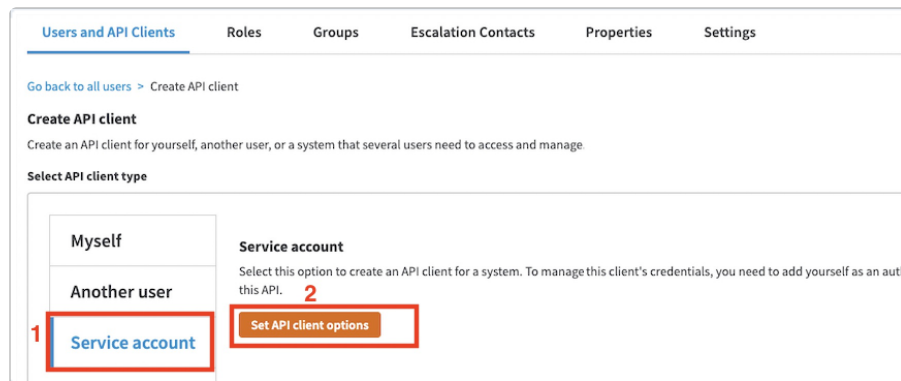 Users and API Clients Roles Groups Escalation Contacts Properties Settings
Go back to all users > Create API client
Create API client
Create an API client for yourself, another user, or a system that several users need to access and manage
Select API client type
Myself
Another user
1 Service account
Service account
Select this option to create an API client for a system. To manage this client's credentials, you need to add yourself as an
this API.
2
Set API client options